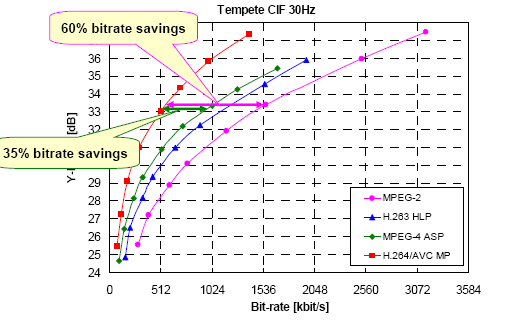 Tempete CIF 30Hz
60% bitrate savings
36
35
34
33
32
35% bitrate savings
29
28
27
26
25
24
[dB]
0 512 1024 1536 2048 2560 3072 3584
Bit-rate [kbit/s]
MPEG-2
H.263 HLP
MPEG-4 ASP
H.264/AVC MP